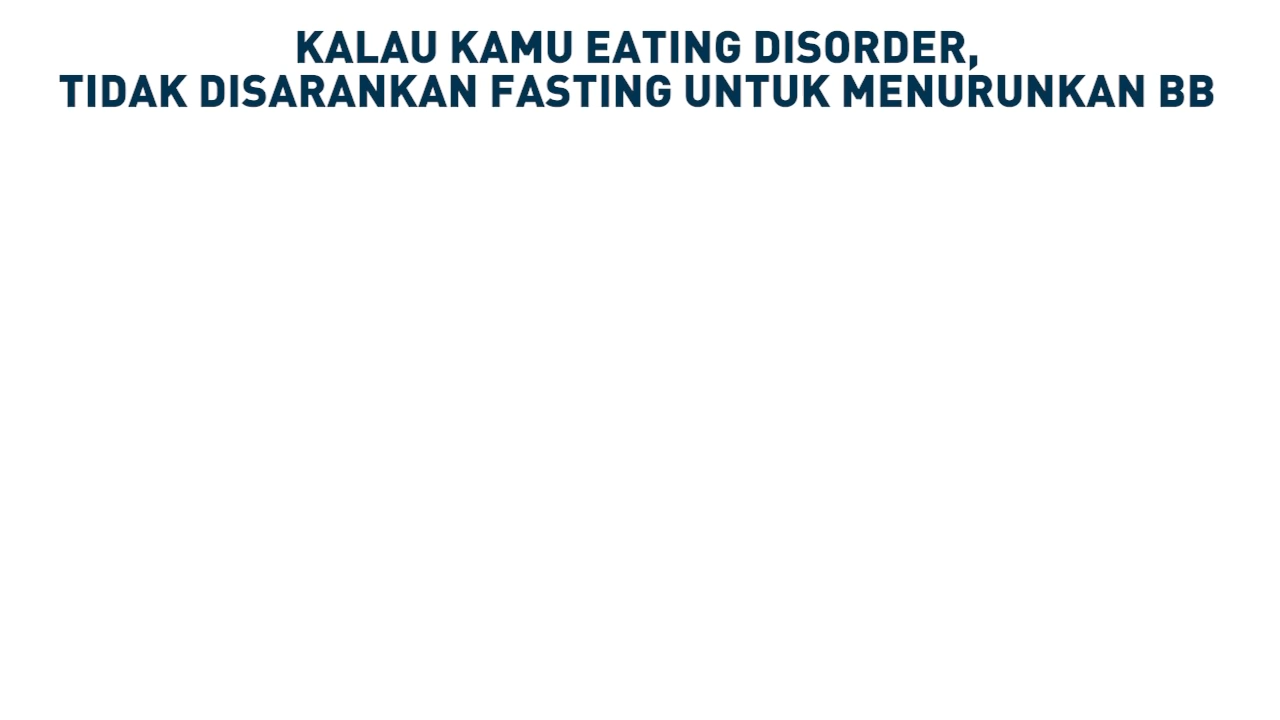 KALAU KAMU EATING DISORDER,
TIDAK DISARANKAN FASTING UNTUK MENURUNKAN BB